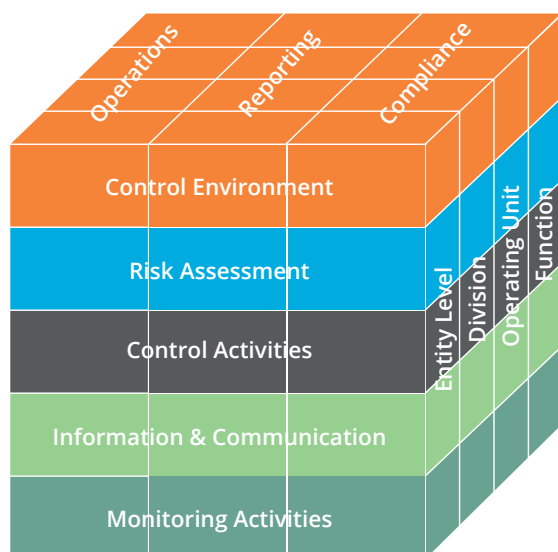 Operations
Reporting
Compliance
Control Environment
Risk Assessment
Control Activities
Information & Communication
Monitoring Activities
Entity Level
Division
Operating Unit
Function